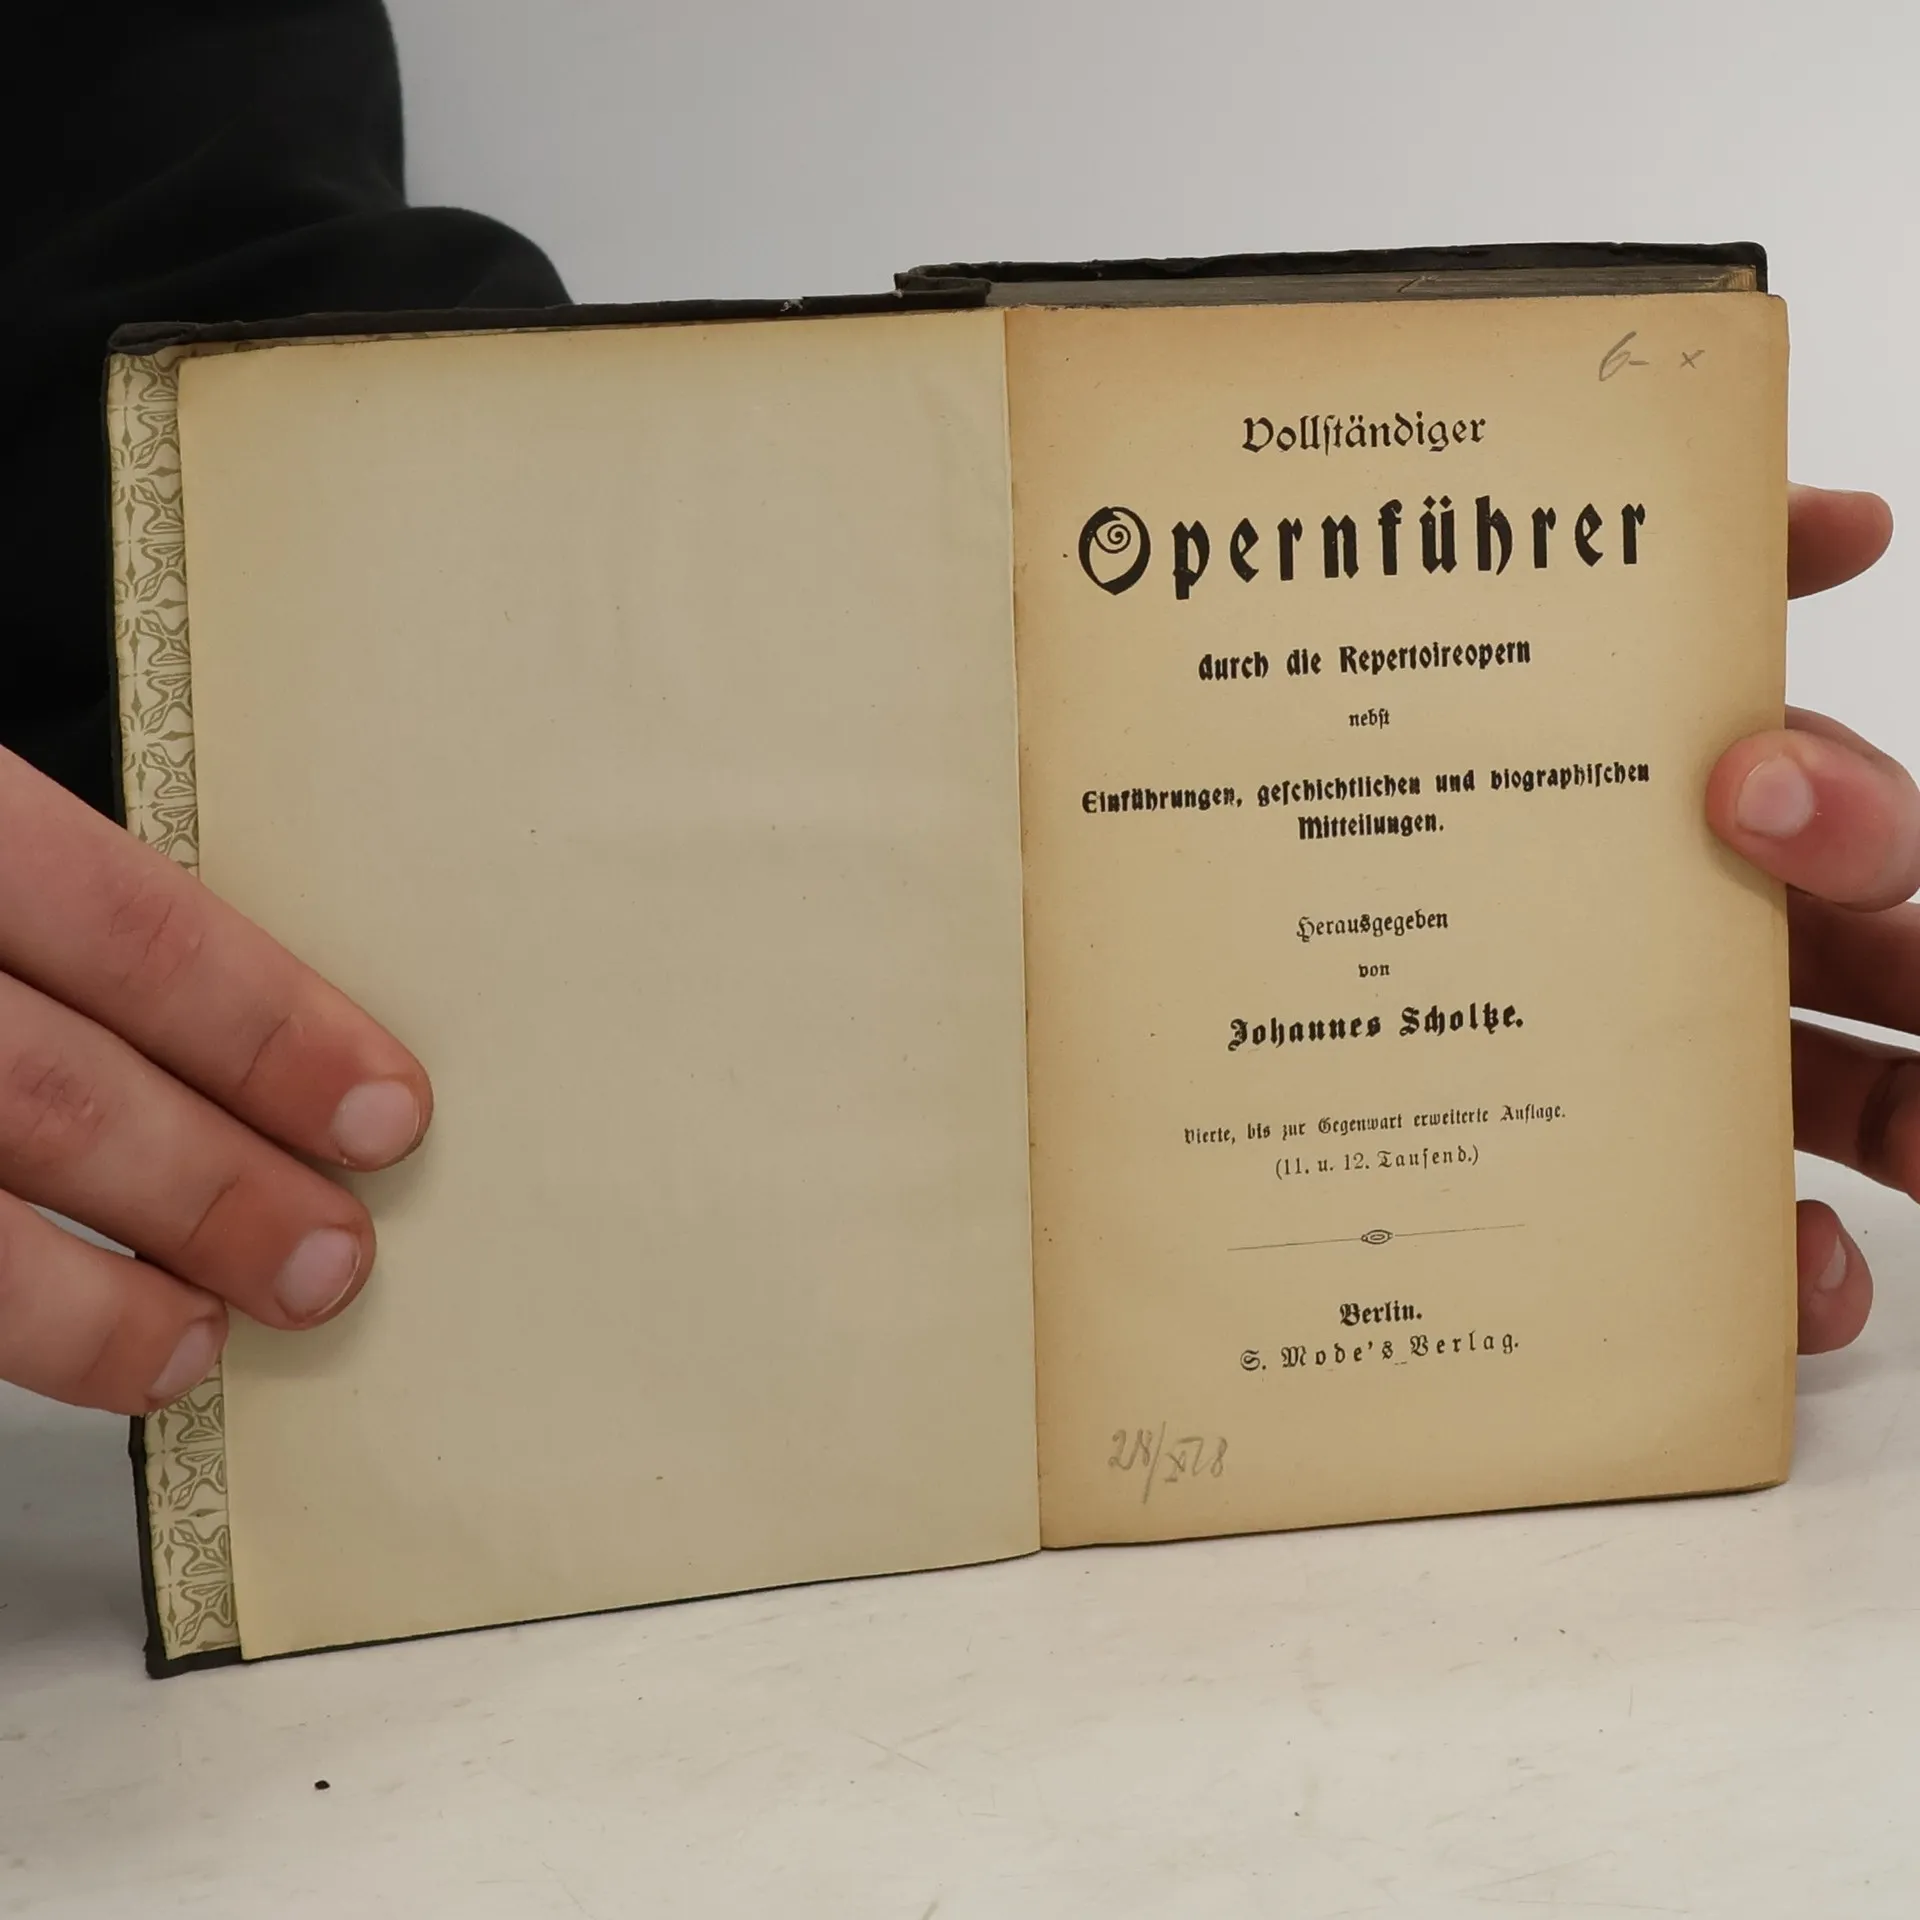 6- x
Vollständiger
Opernführer
durch die Repertoireopern
nebst
Einführungen, geschichtlichen und biographischen
Mitteilungen.
Herausgegeben
von
Johannes Scholtze.
Vierte, bis zur Gegenwart erweiterte Auflage.
(11. u. 12. Tausend.)
Berlin.
S. Mode's Verlag.